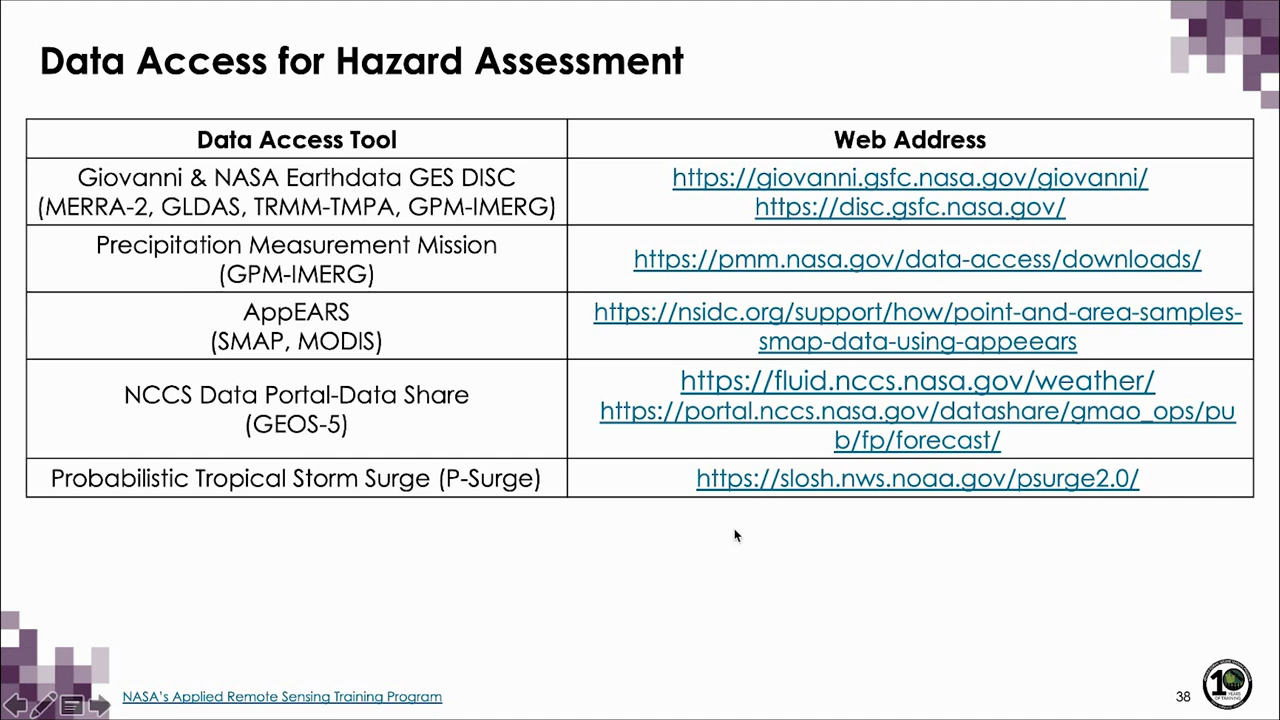 Data Access for Hazard Assessment
Data Access Tool
Web Address
Giovanni & NASA Earthdata GES DISC
(MERRA-2, GLDAS, TRMM-TMPA, GPM-IMERG)
https://giovanni.gsfc.nasa.gov/giovanni/
https://disc.gsfc.nasa.gov/
Precipitation Measurement Mission
(GPM-IMERG)
https://pmm.nasa.gov/data-access/downloads/
AppEARS
(SMAP, MODIS)
https://nsidc.org/support/how/point-and-area-samples-
smap-data-using-appeears
NCCS Data Portal-Data Share
(GEOS-5)
https://fluid.nccs.nasa.gov/weather/
https://portal.nccs.nasa.gov/datashare/gmao_ops/pu
b/fp/forecast/
Probabilistic Tropical Storm Surge (P-Surge)
https://slosh.nws.noaa.gov/psurge2.0/
NASA's Applied Remote Sensing Training Program
38
10
YEARS
OF TRAINING